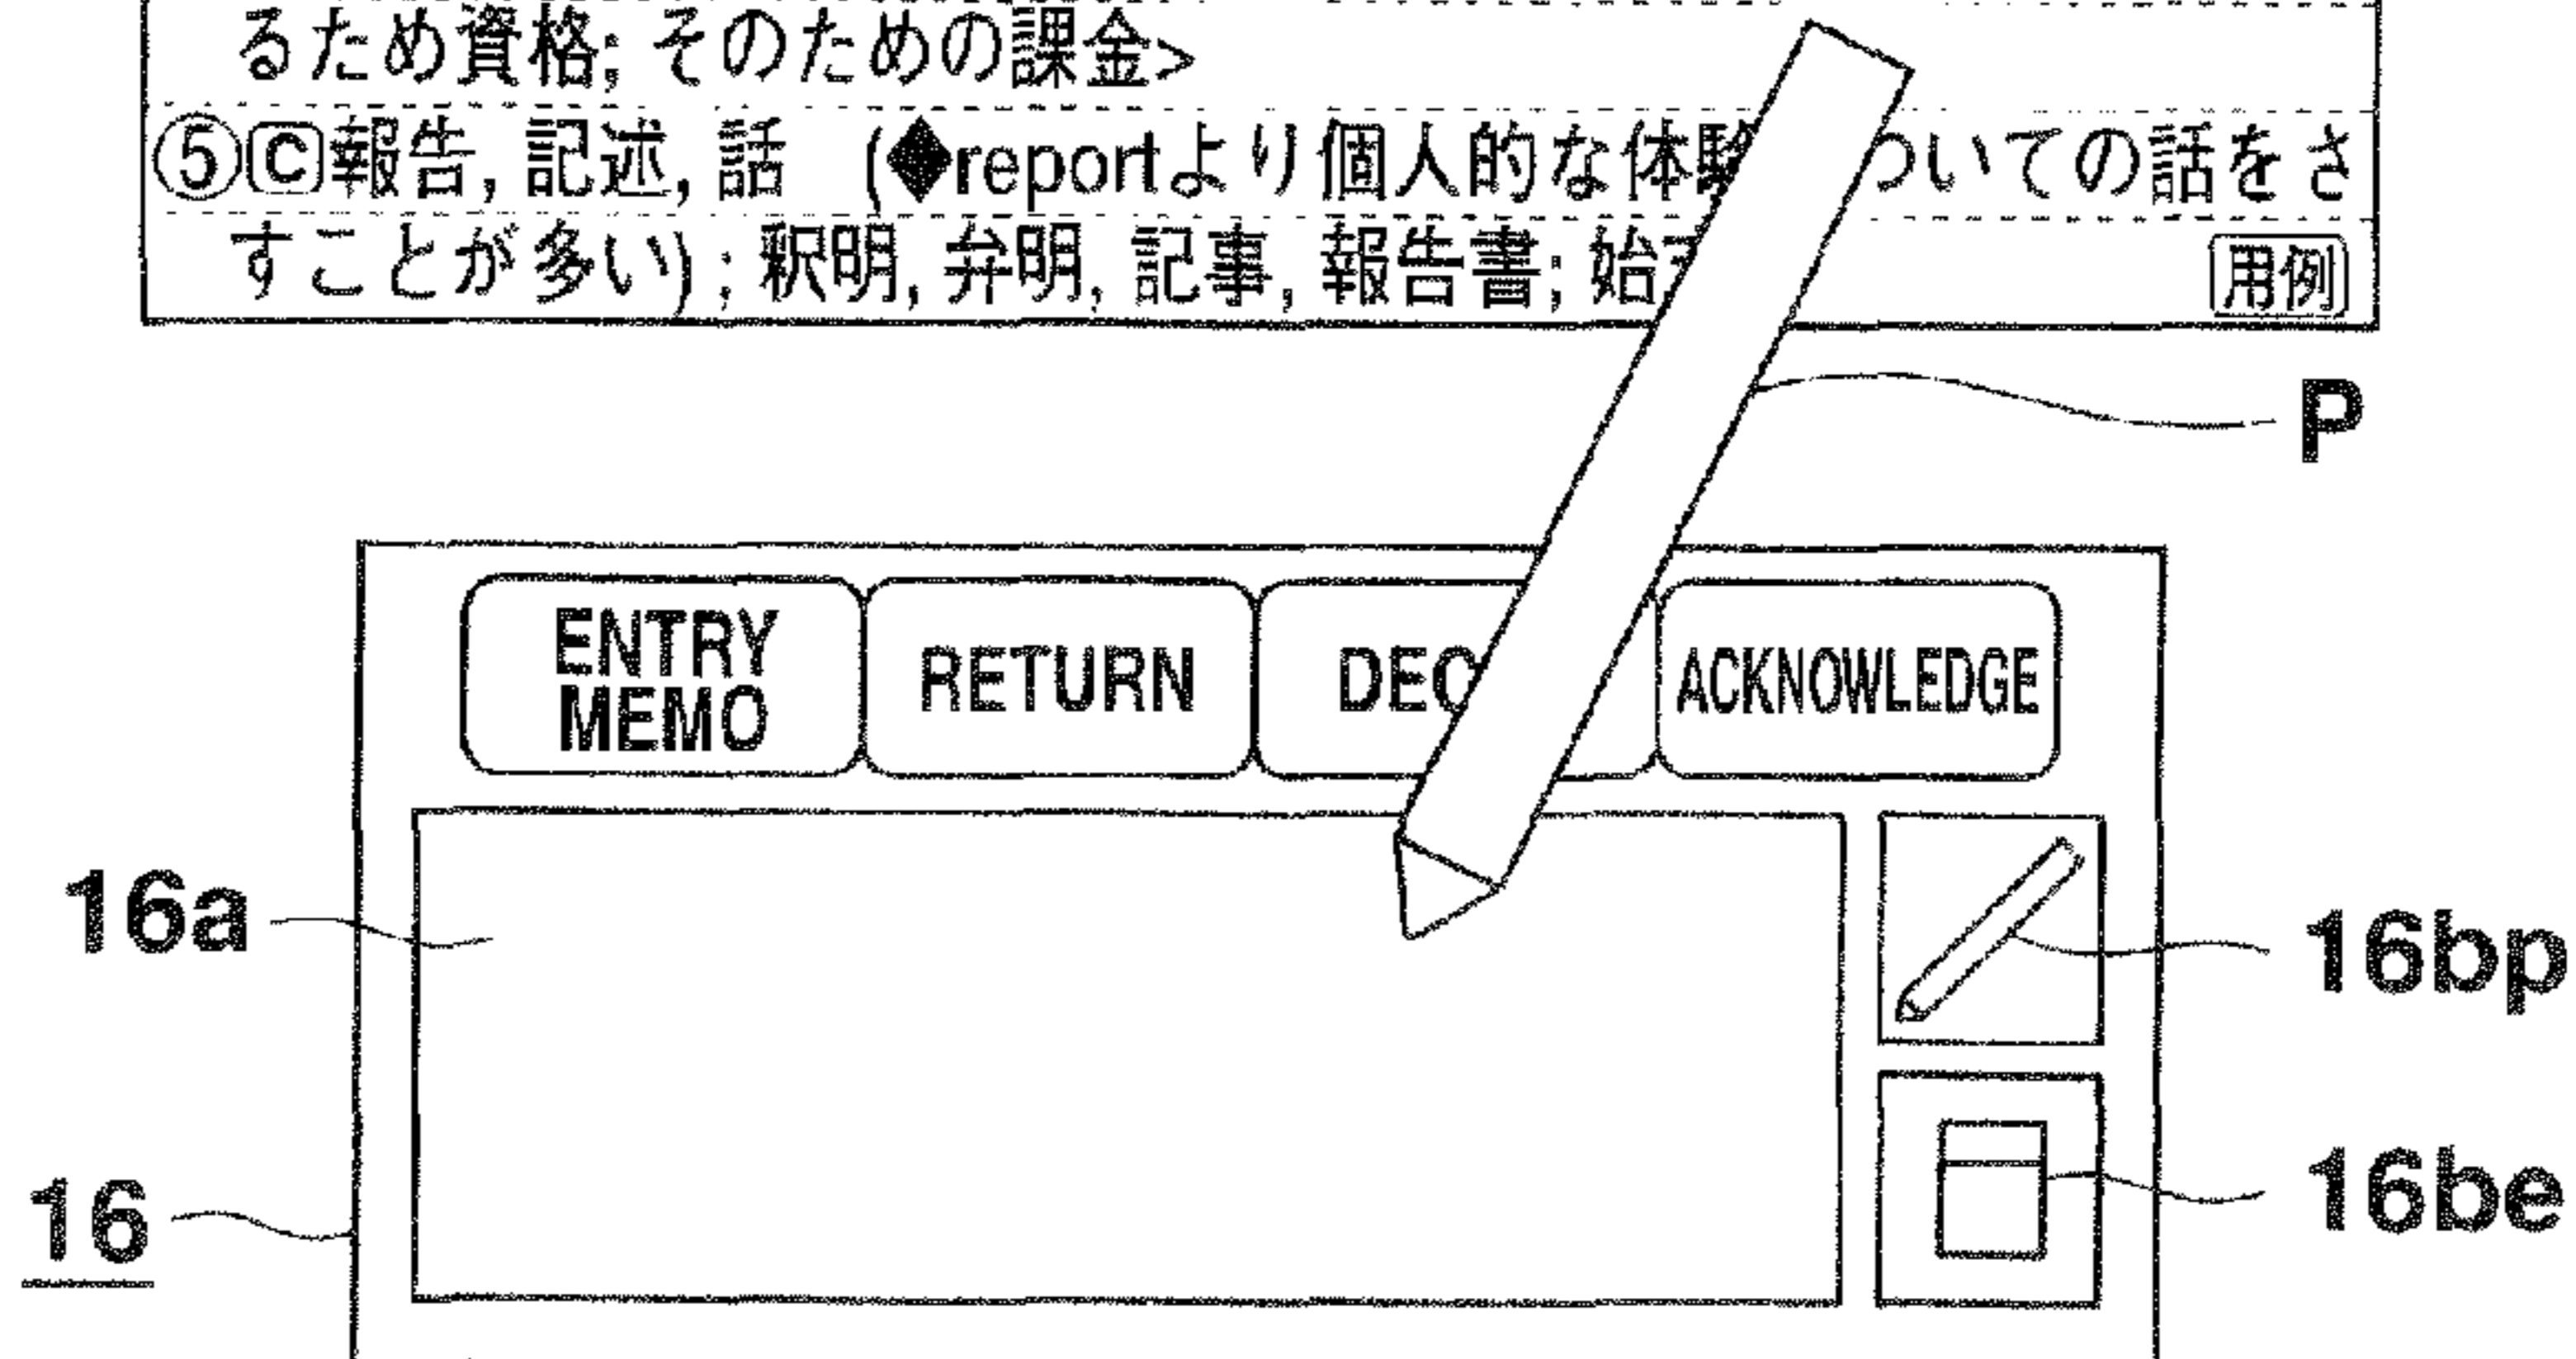 るため資格; そのための課金>
⑤Ⓒ報告, 記述, 話 (◆reportより個人的な体験 ついての話をさ
すことが多い) ; 釈明, 弁明, 記事, 報告書; 始
用例
P
ENTRY
MEMO
RETURN
ACKNOWLEDGE
16a
16bp
16
16be